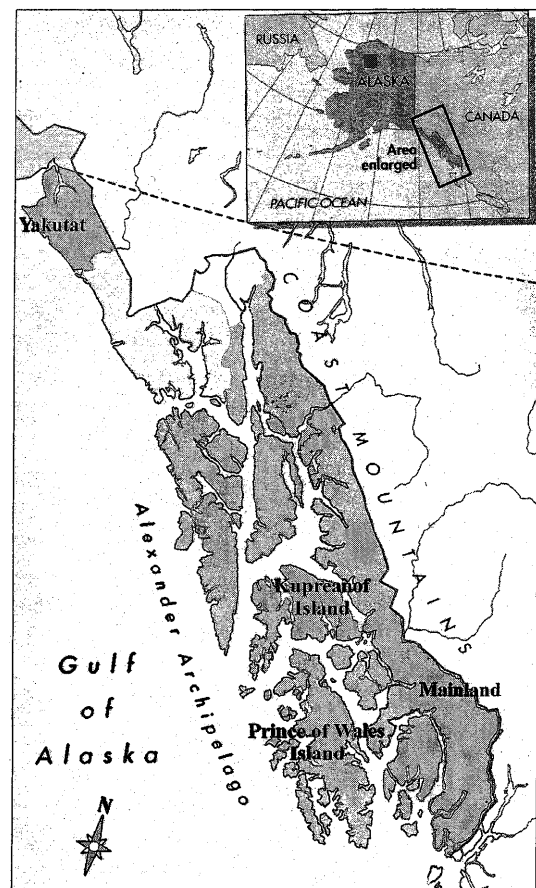 RUSSIA
ALASKA
CANADA
Area
enlarged
PACIFIC OCEAN
Yakutat
COAST MOUNTAINS
Alexander Archipelago
Kupreanof
Island
Mainland
Prince of Wales
Island
Gulf
of
Alaska
N